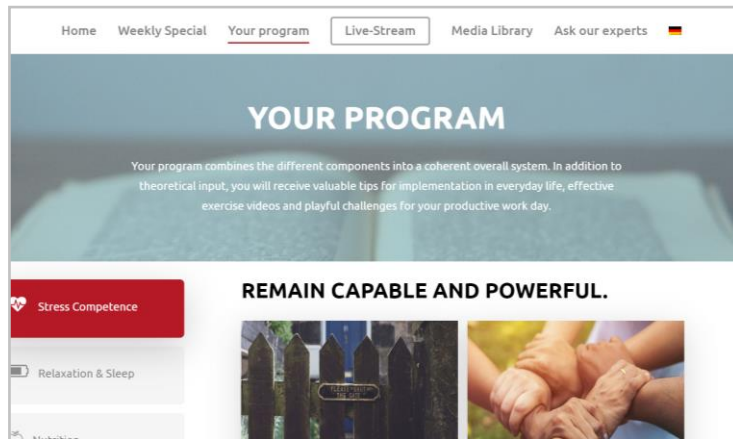 Home Weekly Special Your program Live-Stream Media Library Ask our experts
YOUR PROGRAM
Your program combines the different components into a coherent overall system. In addition to
theoretical input, you will receive valuable tips for implementation in everyday life, effective
exercise videos and playful challenges for your productive work day.
Stress Competence
REMAIN CAPABLE AND POWERFUL.
Relaxation & Sleep
Nutrition